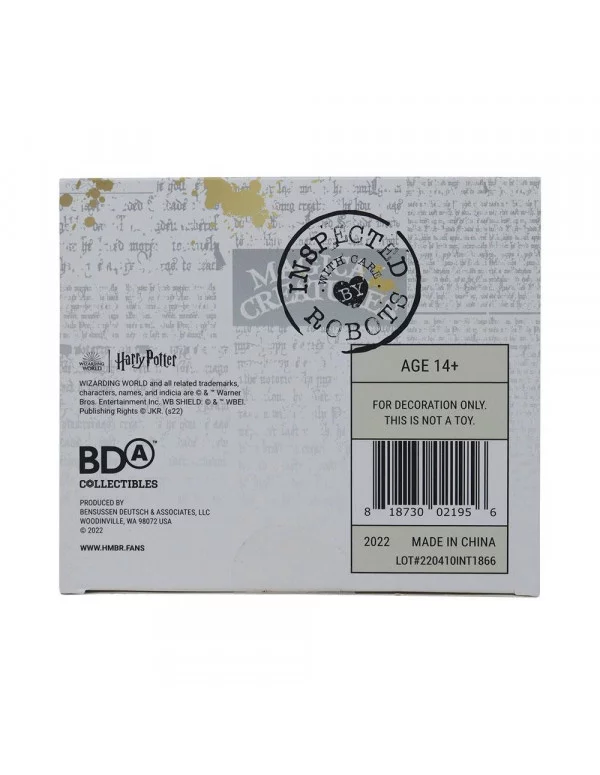 INSPECTED
WITH CARE
BY
ROBOTS
MAGICAL
CREATURES
WIZARDING
WORLD
Harry Potter
WIZARDING WORLD and all related trademarks,
characters, names, and indicia are © & ™ Warner
Bros. Entertainment Inc. WB SHIELD: © & ™ WBEI.
Publishing Rights © JKR. (s22)
BDA™
COLLECTIBLES
PRODUCED BY
BENSUSSEN DEUTSCH & ASSOCIATES, LLC
WOODINVILLE, WA 98072 USA
© 2022
WWW.HMBR.FANS
AGE 14+
FOR DECORATION ONLY.
THIS IS NOT A TOY.
8 18730 02195 6
2022 MADE IN CHINA
LOT#220410INT1866